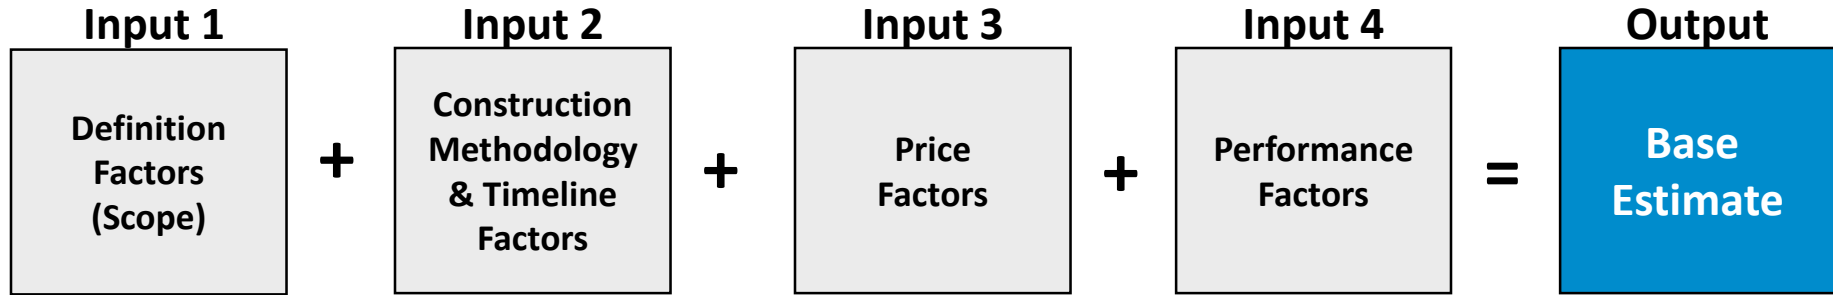 Input 1
Definition
Factors
(Scope)
+
Input 2
Construction
Methodology
& Timeline
Factors
+
Input 3
Price
Factors
+
Input 4
Performance
Factors
=
Output
Base
Estimate